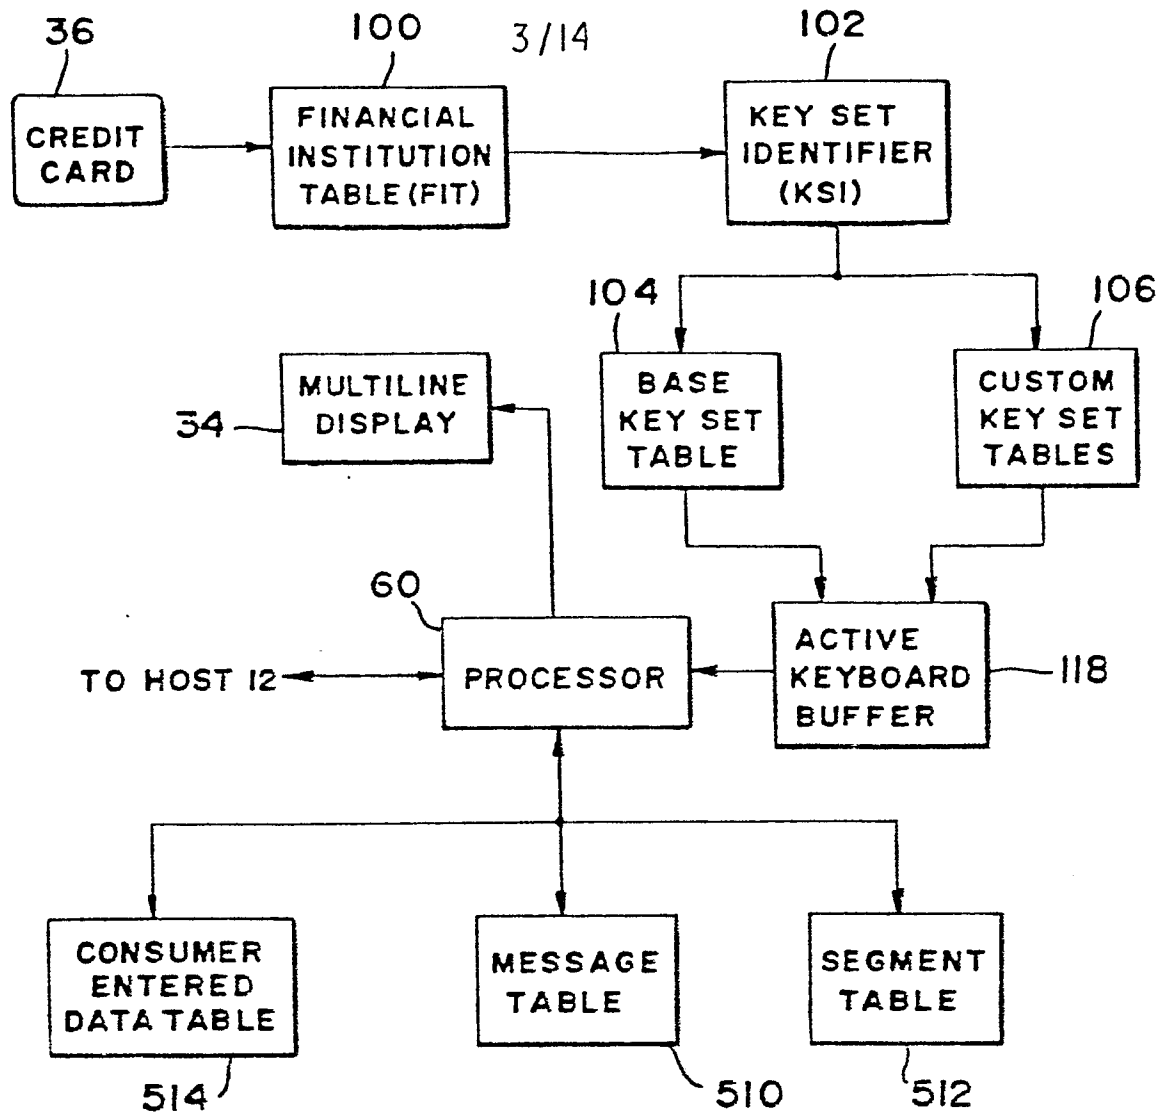 36
100
3/14
102
CREDIT
CARD
FINANCIAL
INSTITUTION
TABLE (FIT)
KEY SET
IDENTIFIER
(KSI)
104
106
MULTILINE
DISPLAY
34
BASE
KEY SET
TABLE
CUSTOM
KEY SET
TABLES
60
TO HOST 12
PROCESSOR
ACTIVE
KEYBOARD
BUFFER
118
CONSUMER
ENTERED
DATA TABLE
MESSAGE
TABLE
SEGMENT
TABLE
514
510
512